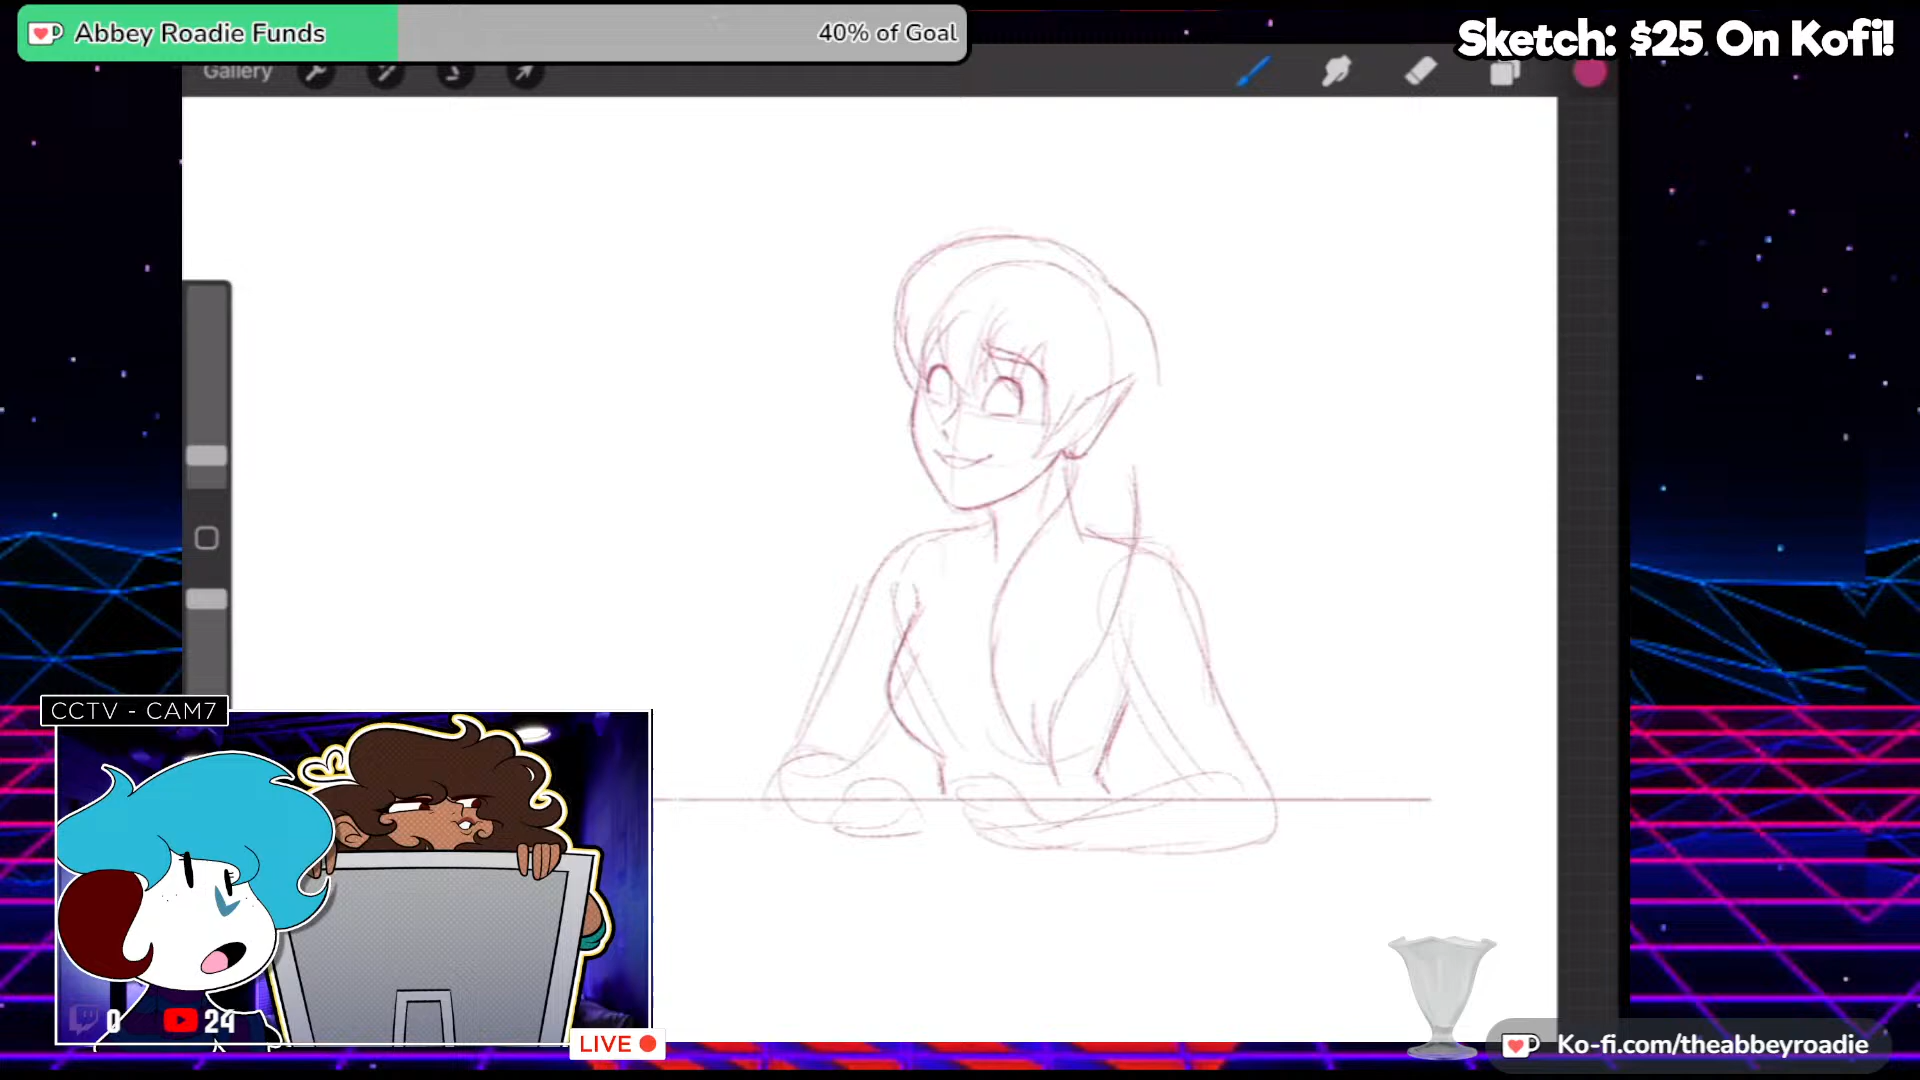 Abbey Roadie Funds
40% of Goal
Sketch: $25 On Kofi!
Gallery
CCTV - CAM7
0
24
LIVE
Ko-fi.com/theabbeyroadie